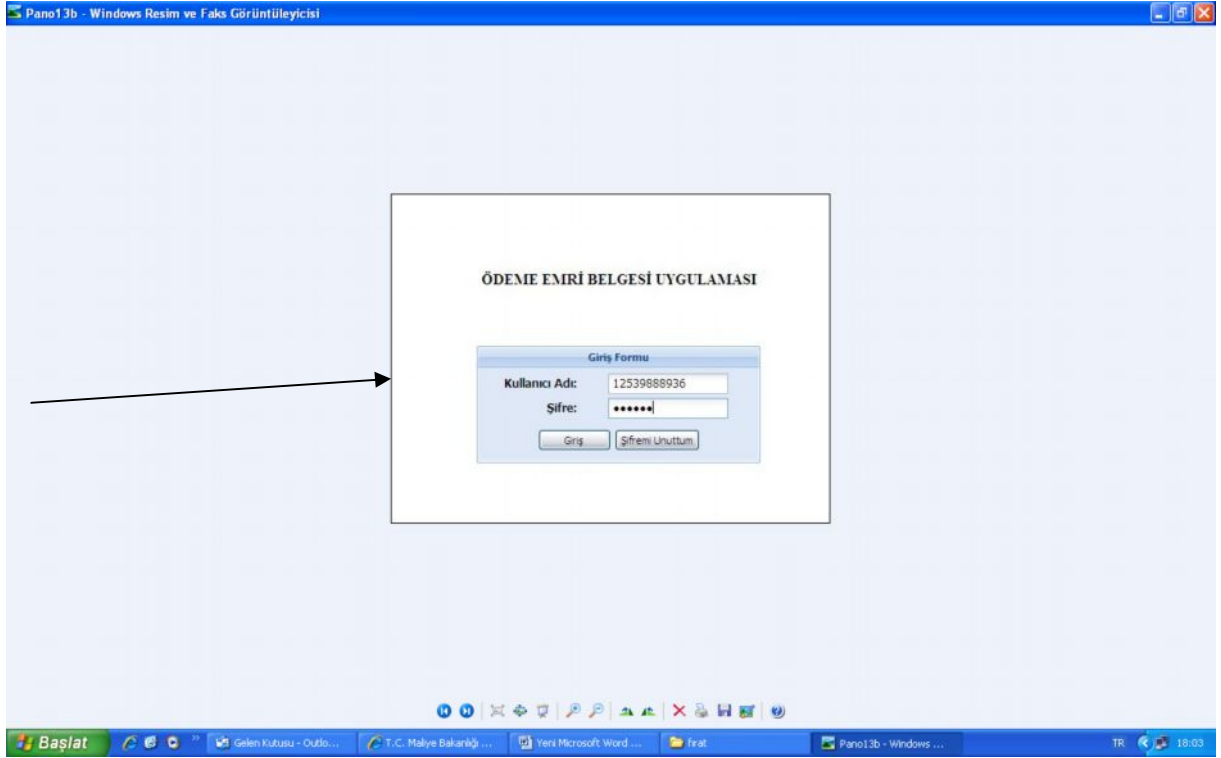 Pano13b - Windows Resim ve Faks Görüntüleyicisi
ÖDEME EMRİ BELGESİ UYGULAMASI
Giriş Formu
Kullanıcı Adı: 12539888936
Şifre: ●●●●●●
Giriş Şifremi Unuttum
Başlat Gelen Kutusu - Outlo... T.C. Maliye Bakanlığı ... Yeni Microsoft Word ... fırat Pano13b - Windows ... TR 18:03